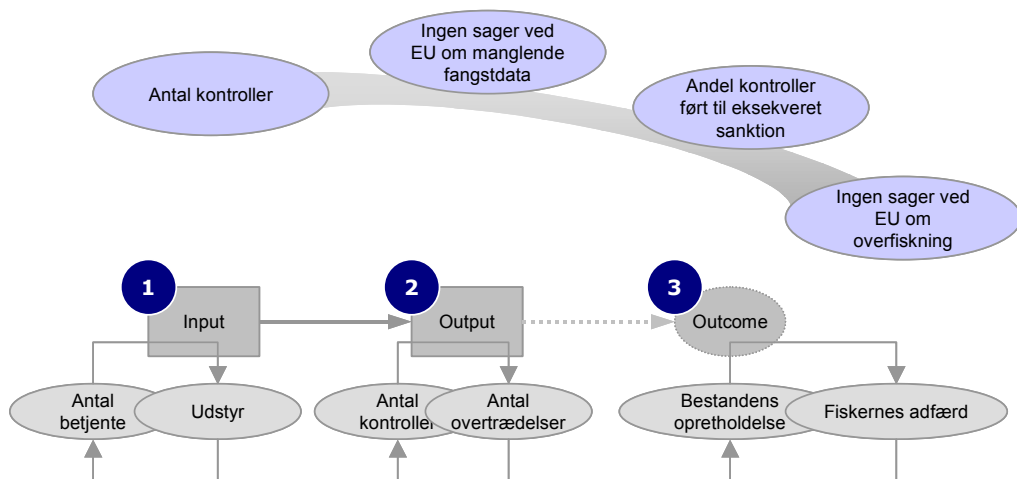 Ingen sager ved
EU om manglende
fangstdata
Antal kontroller
Andel kontroller
ført til eksekveret
sanktion
Ingen sager ved
EU om
overfiskning
1
2
3
Input
Output
Outcome
Antal
betjente
Udstyr
Antal
kontroller
Antal
overtrædelser
Bestandens
opretholdelse
Fiskernes adfærd